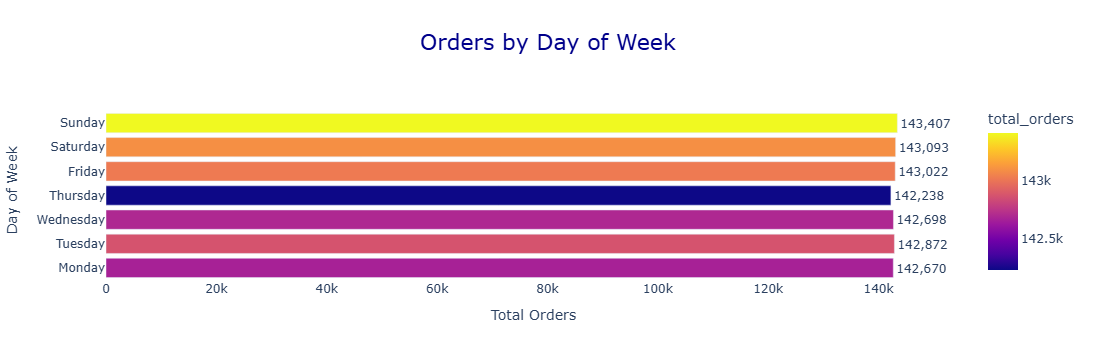 Orders by Day of Week
Day of Week
Sunday 143,407
Saturday 143,093
Friday 143,022
Thursday 142,238
Wednesday 142,698
Tuesday 142,872
Monday 142,670
0 20k 40k 60k 80k 100k 120k 140k
Total Orders
total_orders
143k
142.5k